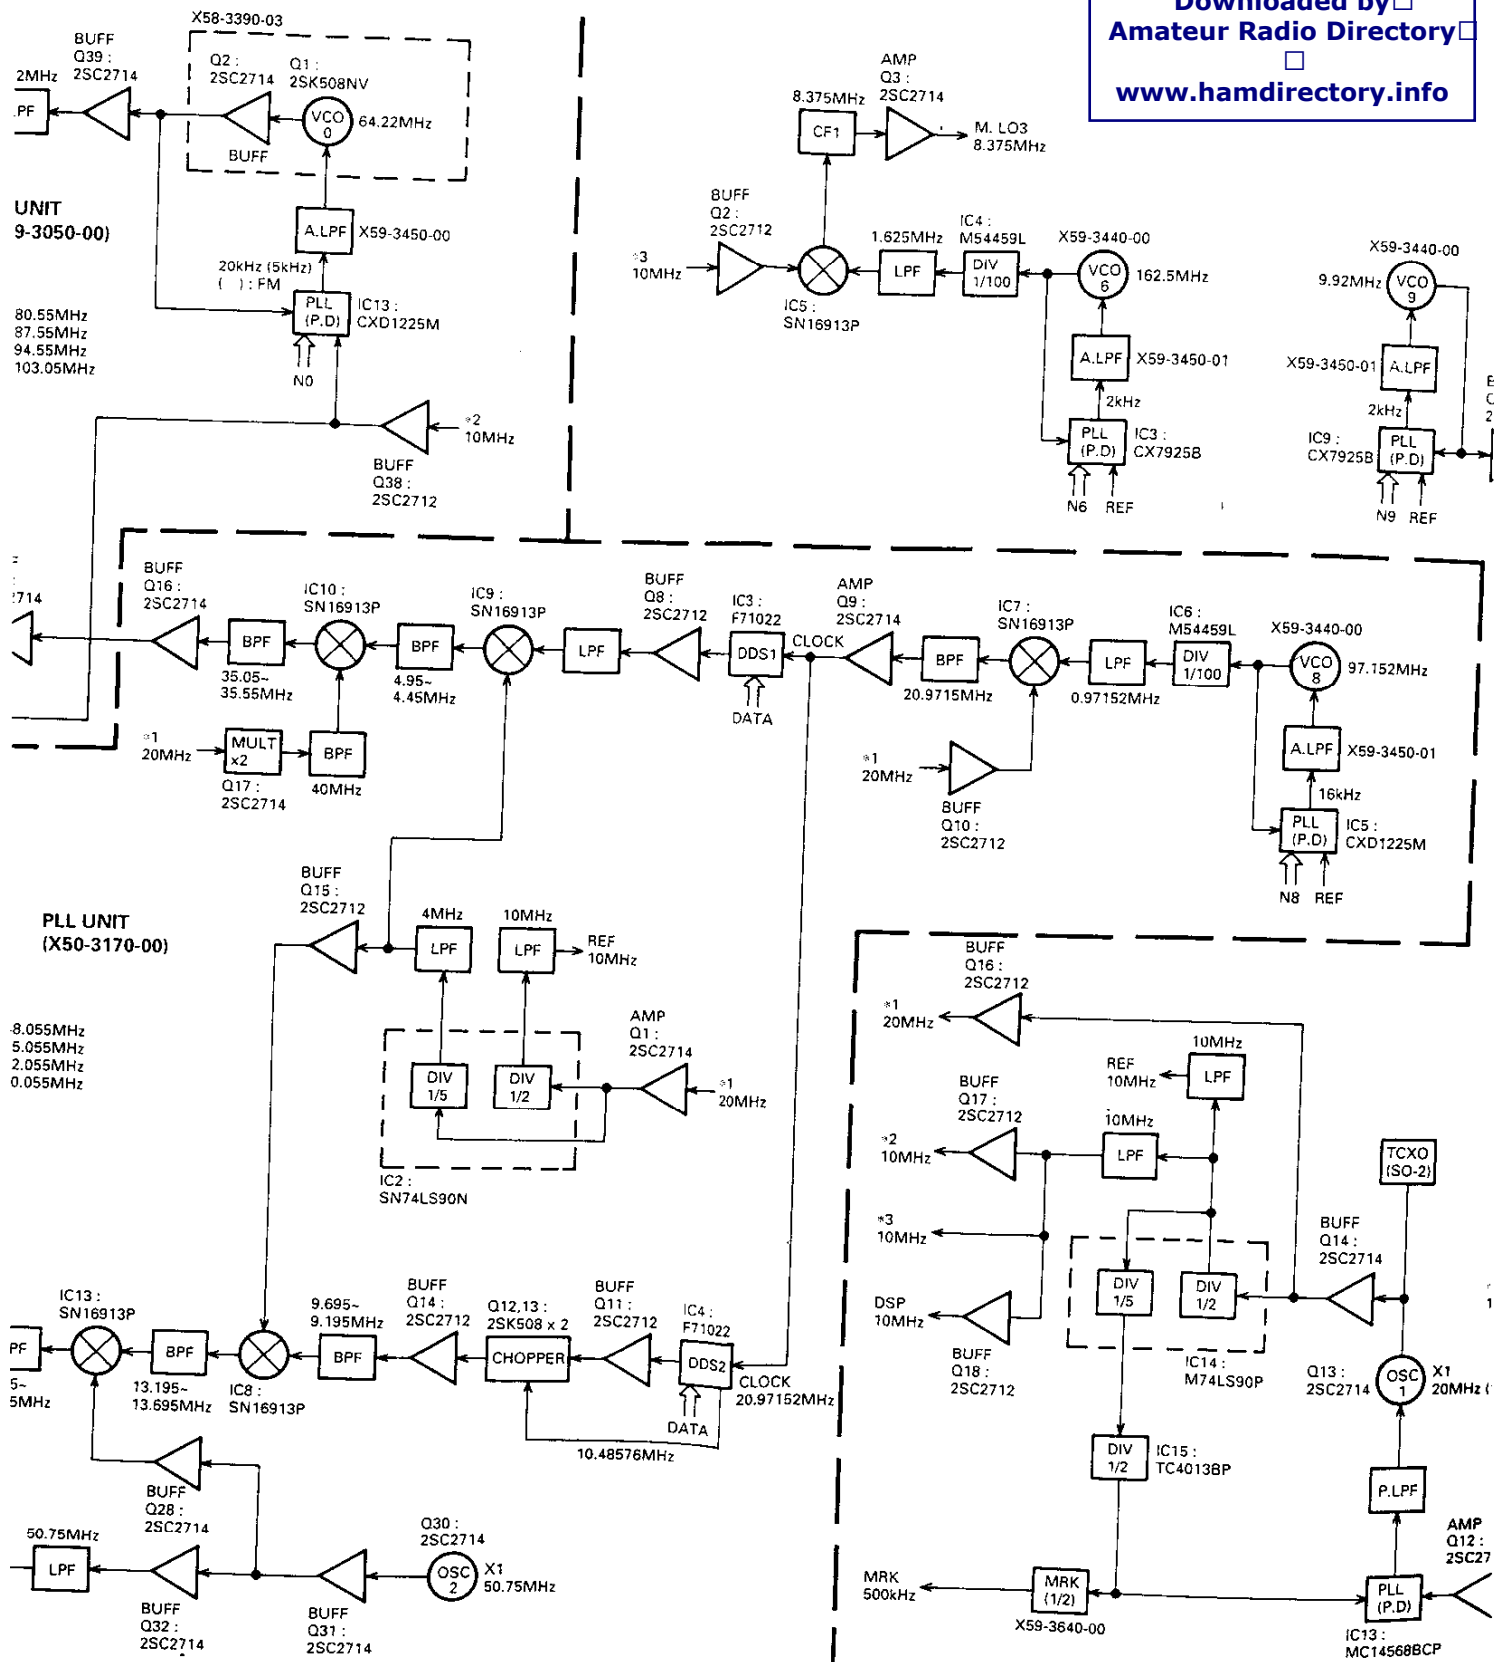 Downloaded by
Amateur Radio Directory
www.hamdirectory.info
X58-3390-03
BUFF
Q39 :
2SC2714
Q2 :
2SC2714
Q1 :
2SK508NV
2MHz
VCO
0
64.22MHz
BUFF
UNIT
9-3050-00)
A.LPF
X59-3450-00
20kHz (5kHz)
( ) : FM
PLL
(P.D)
IC13 :
CXD1225M
N0
80.55MHz
87.55MHz
94.55MHz
103.05MHz
*2
10MHz
BUFF
Q38 :
2SC2712
AMP
Q3 :
2SC2714
8.375MHz
CF1
M. LO3
8.375MHz
BUFF
Q2 :
2SC2712
*3
10MHz
IC5 :
SN16913P
1.625MHz
LPF
IC4 :
M54459L
DIV
1/100
X59-3440-00
VCO
6
162.5MHz
A.LPF
X59-3450-01
2kHz
PLL
(P.D)
IC3 :
CX7925B
N6
REF
X59-3440-00
9.92MHz
VCO
9
X59-3450-01
A.LPF
2kHz
IC9 :
CX7925B
PLL
(P.D)
N9
REF
BUFF
Q16 :
2SC2714
BPF
35.05~
35.55MHz
IC10 :
SN16913P
BPF
4.95~
4.45MHz
IC9 :
SN16913P
LPF
BUFF
Q8 :
2SC2712
IC3 :
F71022
DDS1
CLOCK
DATA
AMP
Q9 :
2SC2714
BPF
20.9715MHz
IC7 :
SN16913P
LPF
0.97152MHz
IC6 :
M54459L
DIV
1/100
X59-3440-00
VCO
8
97.152MHz
A.LPF
X59-3450-01
16kHz
PLL
(P.D)
IC5 :
CXD1225M
N8
REF
*1
20MHz
MULT
x2
Q17 :
2SC2714
BPF
40MHz
*1
20MHz
BUFF
Q10 :
2SC2712
PLL UNIT
(X50-3170-00)
BUFF
Q15 :
2SC2712
4MHz
LPF
10MHz
LPF
REF
10MHz
DIV
1/5
DIV
1/2
IC2 :
SN74LS90N
AMP
Q1 :
2SC2714
*1
20MHz
8.055MHz
5.055MHz
2.055MHz
0.055MHz
BUFF
Q16 :
2SC2712
*1
20MHz
BUFF
Q17 :
2SC2712
*2
10MHz
*3
10MHz
DSP
10MHz
BUFF
Q18 :
2SC2712
REF
10MHz
10MHz
LPF
10MHz
LPF
TCXO
(SO-2)
BUFF
Q14 :
2SC2714
DIV
1/5
DIV
1/2
IC14 :
M74LS90P
Q13 :
2SC2714
OSC
1
X1
20MHz (
DIV
1/2
IC15 :
TC4013BP
P.LPF
AMP
Q12 :
2SC27
MRK
500kHz
MRK
(1/2)
X59-3640-00
PLL
(P.D)
IC13 :
MC14568BCP
IC13 :
SN16913P
BPF
13.195~
13.695MHz
IC8 :
SN16913P
9.695~
9.195MHz
BPF
BUFF
Q14 :
2SC2712
Q12,13 :
2SK508 x 2
CHOPPER
BUFF
Q11 :
2SC2712
IC4 :
F71022
DDS2
CLOCK
20.97152MHz
DATA
10.48576MHz
BUFF
Q28 :
2SC2714
50.75MHz
LPF
BUFF
Q32 :
2SC2714
BUFF
Q31 :
2SC2714
Q30 :
2SC2714
OSC
2
X1
50.75MHz